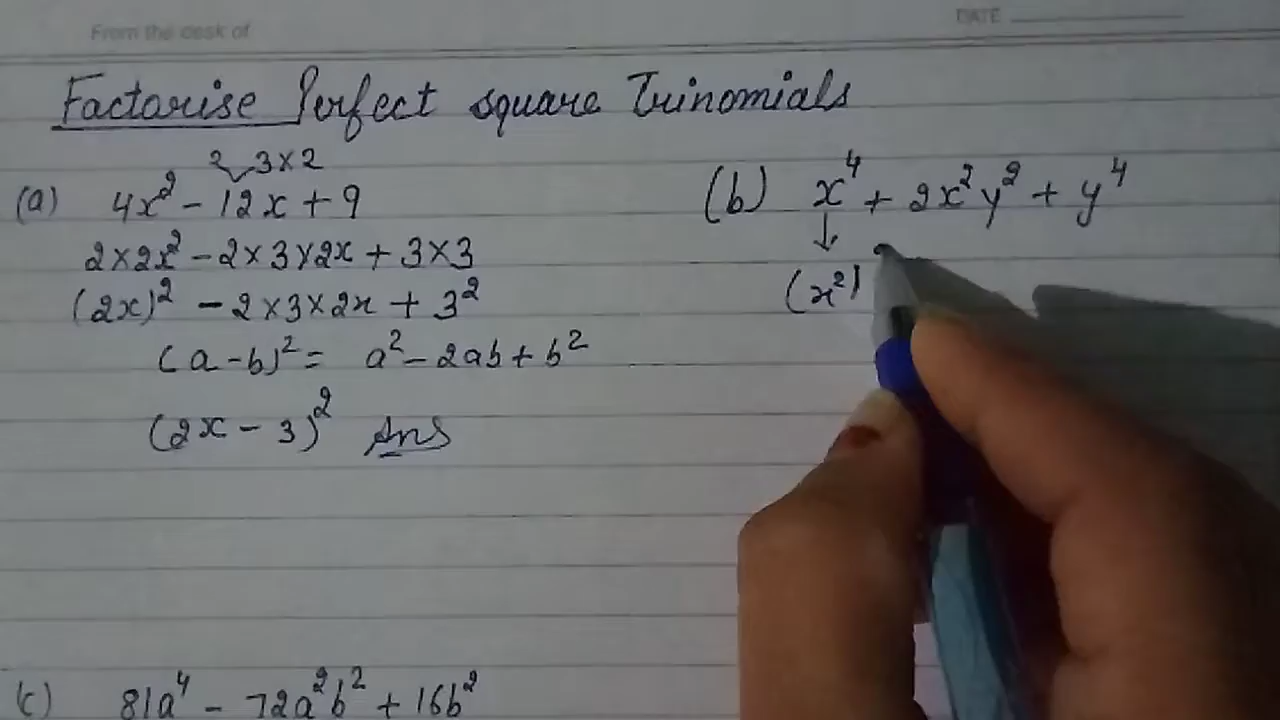 From the desk of
DATE
Factorise Perfect square Trinomials
2 3×2
(a) 4x² - 12x + 9
2×2x² - 2×3×2x + 3×3
(2x)² - 2×3×2x + 3²
(a-b)² = a² - 2ab + b²
(2x - 3)² Ans
(b) x⁴ + 2x²y² + y⁴
↓
(x²)
(c) 81a⁴ - 72a²b² + 16b²